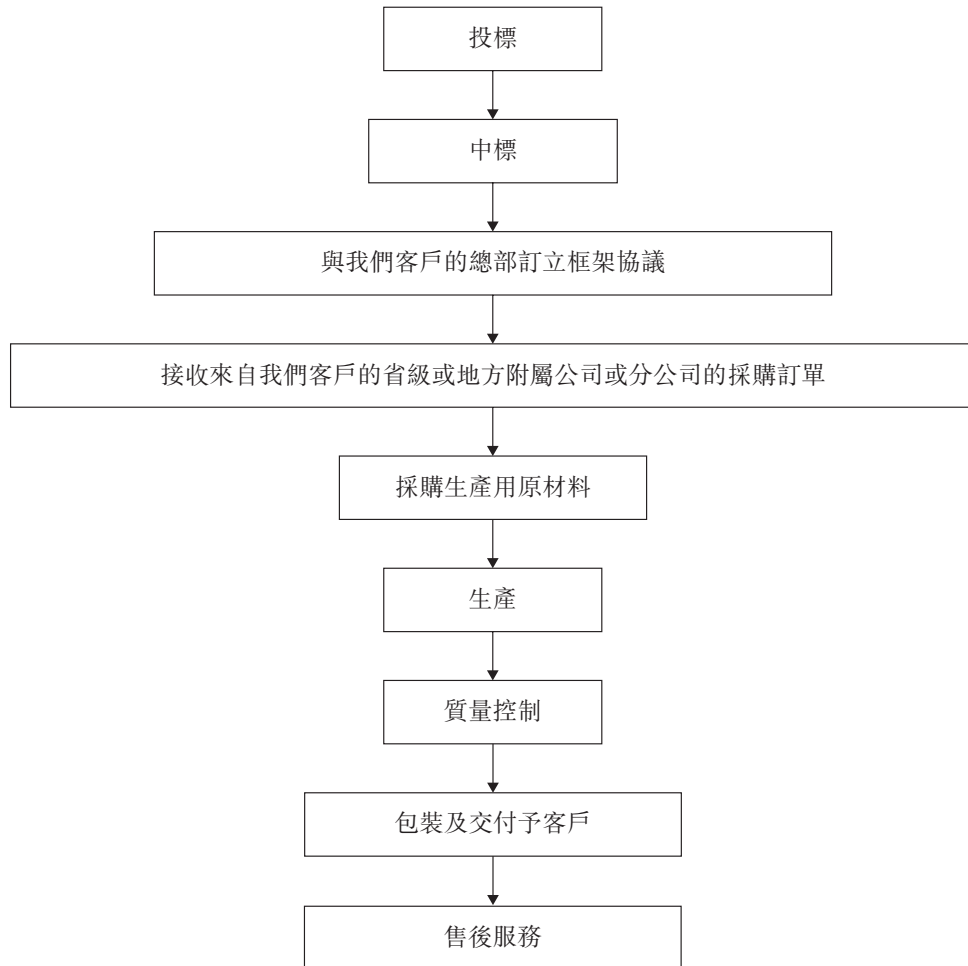 投標
中標
與我們客戶的總部訂立框架協議
接收來自我們客戶的省級或地方附屬公司或分公司的採購訂單
採購生產用原材料
生產
質量控制
包裝及交付予客戶
售後服務